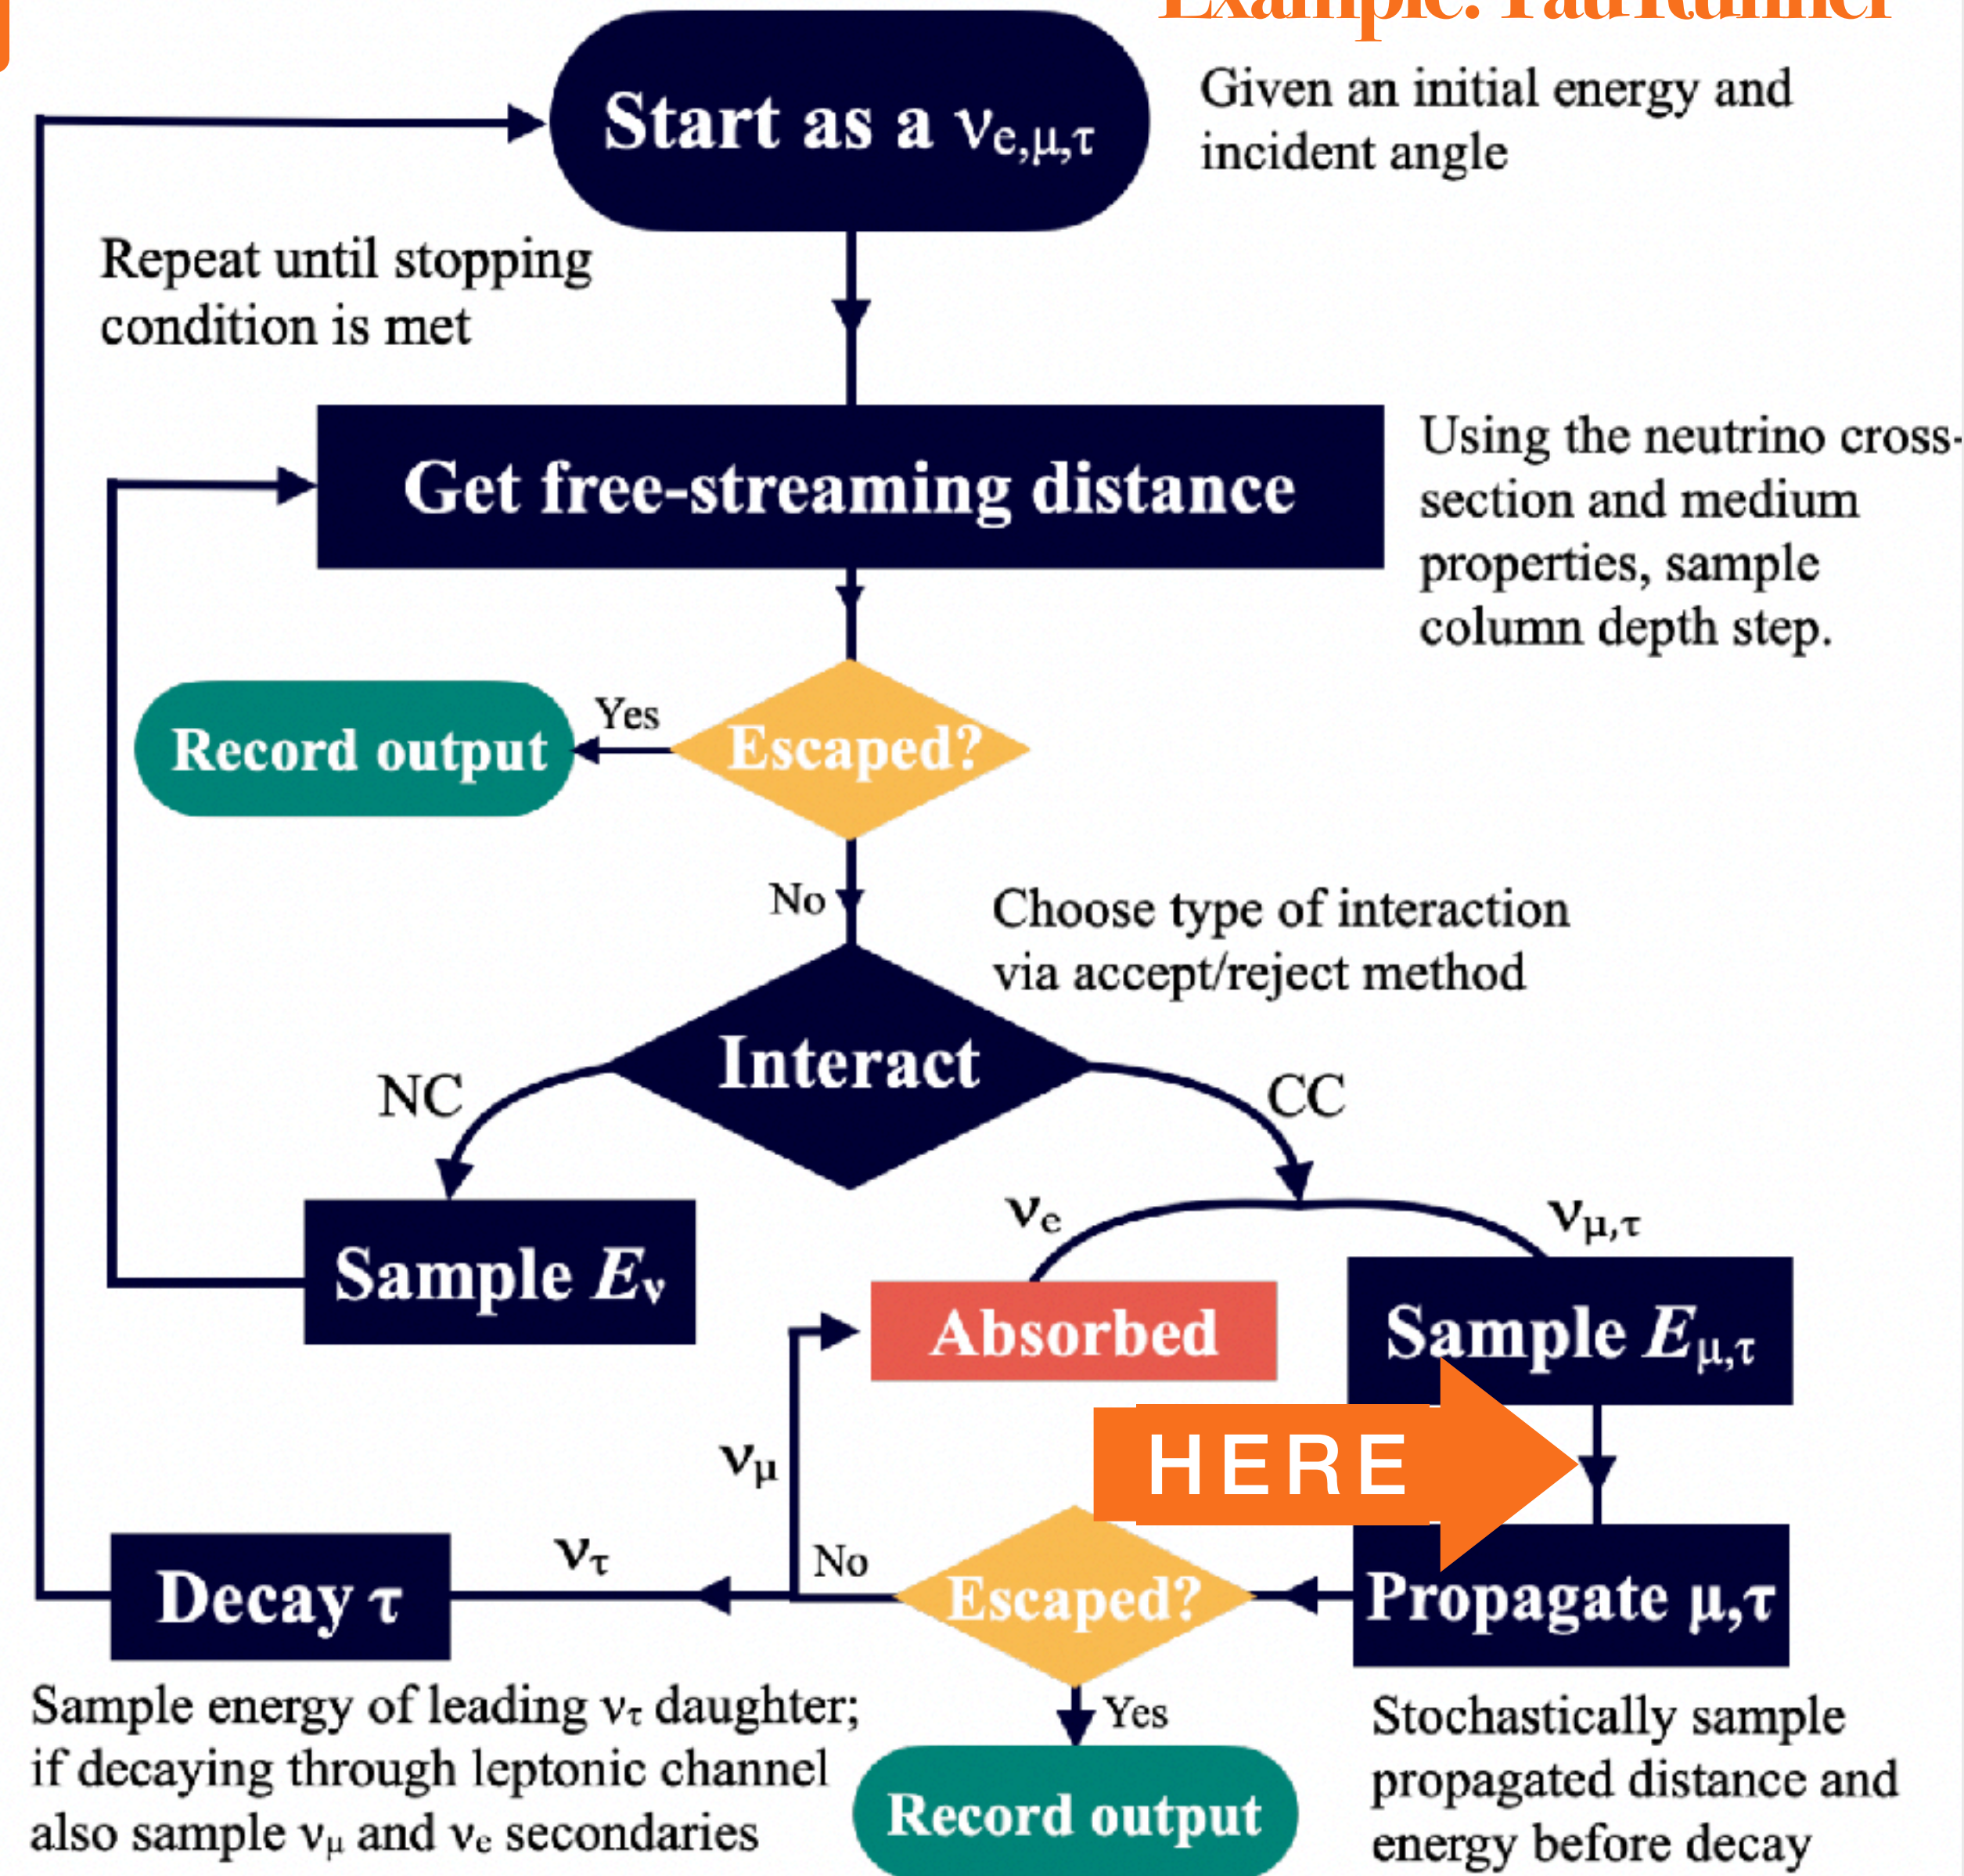 Example: TauRunner
Start as a νe,μ,τ
Given an initial energy and
incident angle
Repeat until stopping
condition is met
Get free-streaming distance
Using the neutrino cross-
section and medium
properties, sample
column depth step.
Record output
Yes
Escaped?
No
Choose type of interaction
via accept/reject method
Interact
NC
CC
νe
νμ,τ
Sample Eν
Absorbed
Sample Eμ,τ
HERE
νμ
ντ
No
Decay τ
Escaped?
Propagate μ,τ
Sample energy of leading ντ daughter;
if decaying through leptonic channel
also sample νμ and νe secondaries
Yes
Record output
Stochastically sample
propagated distance and
energy before decay